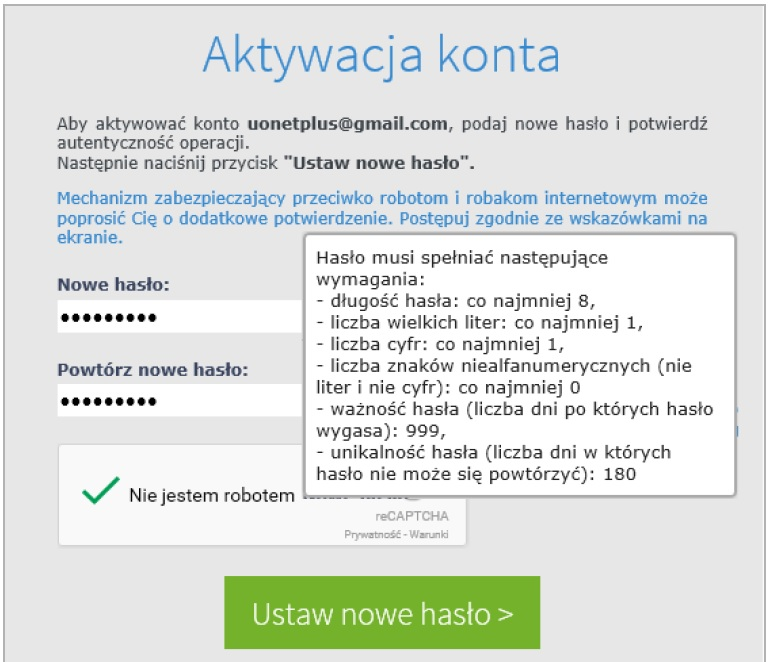 Aktywacja konta
Aby aktywować konto uonetplus@gmail.com, podaj nowe hasło i potwierdź
autentyczność operacji.
Następnie naciśnij przycisk "Ustaw nowe hasło".
Mechanizm zabezpieczający przeciwko robotom i robakom internetowym może
poprosić Cię o dodatkowe potwierdzenie. Postępuj zgodnie ze wskazówkami na
ekranie.
Nowe hasło:
●●●●●●●●●
Powtórz nowe hasło:
●●●●●●●●●
Hasło musi spełniać następujące
wymagania:
- długość hasła: co najmniej 8,
- liczba wielkich liter: co najmniej 1,
- liczba cyfr: co najmniej 1,
- liczba znaków niealfanumerycznych (nie
liter i nie cyfr): co najmniej 0
- ważność hasła (liczba dni po których hasło
wygasa): 999,
- unikalność hasła (liczba dni w których
hasło nie może się powtórzyć): 180
Nie jestem robotem
reCAPTCHA
Prywatność - Warunki
Ustaw nowe hasło >